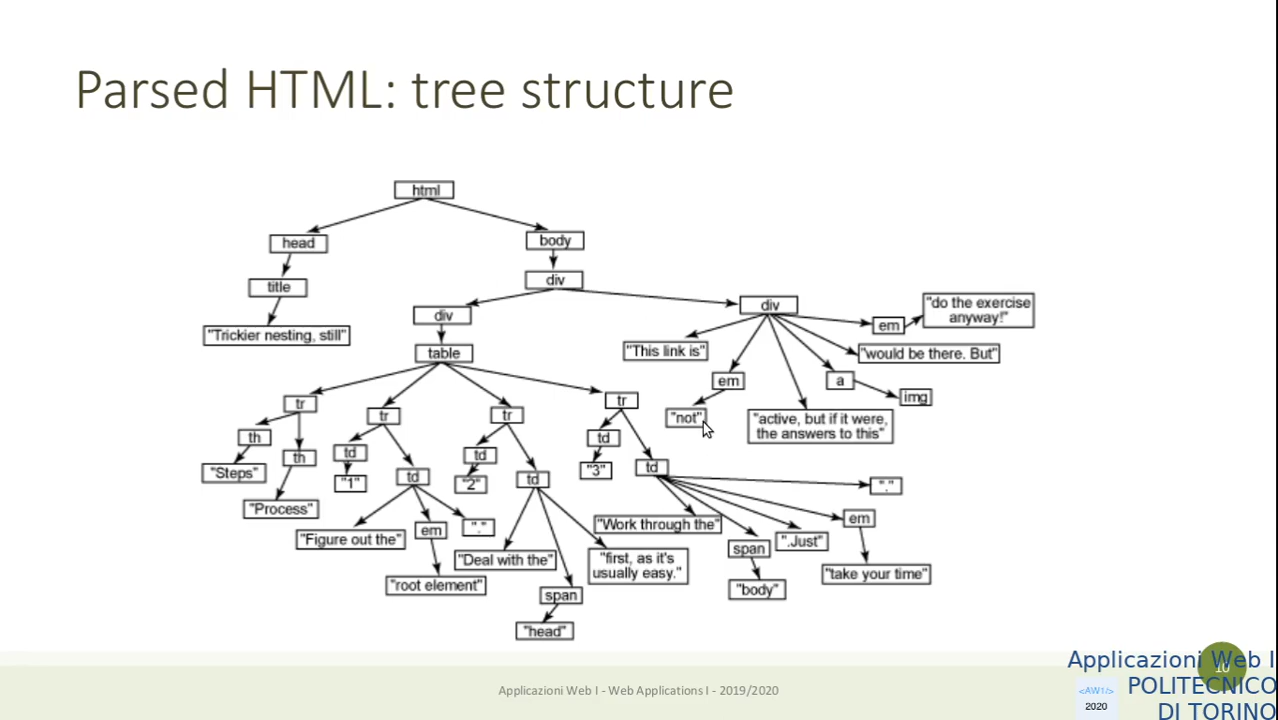 Parsed HTML: tree structure
html
head
body
title
div
"Trickier nesting, still"
div
div
"do the exercise
anyway!"
em
table
"This link is"
"would be there. But"
em
a
img
tr
tr
tr
tr
"not"
"active, but if it were,
the answers to this"
th
th
td
td
td
td
"Steps"
"1"
td
"2"
td
"3"
"."
"Process"
"Figure out the"
em
"."
"Work through the"
em
"Deal with the"
"first, as it's
usually easy."
span
".Just"
"root element"
"body"
"take your time"
span
"head"
Applicazioni Web I - Web Applications I - 2019/2020
10
Applicazioni Web I
POLITECNICO
DI TORINO
<AW1/>
2020